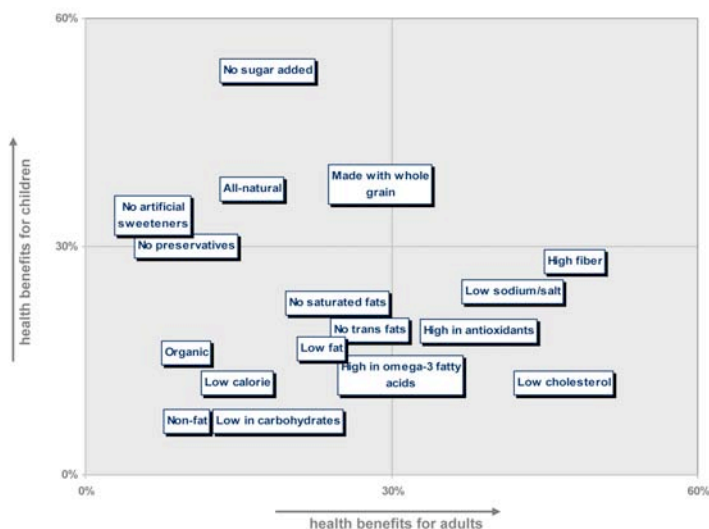 60%
No sugar added
Made with whole
grain
All-natural
No artificial
sweeteners
No preservatives
30%
High fiber
Low sodium/salt
No saturated fats
No trans fats
High in antioxidants
Low fat
Organic
High in omega-3 fatty
acids
Low calorie
Low cholesterol
Non-fat
Low in carbohydrates
0%
0%
30%
60%
health benefits for children
health benefits for adults